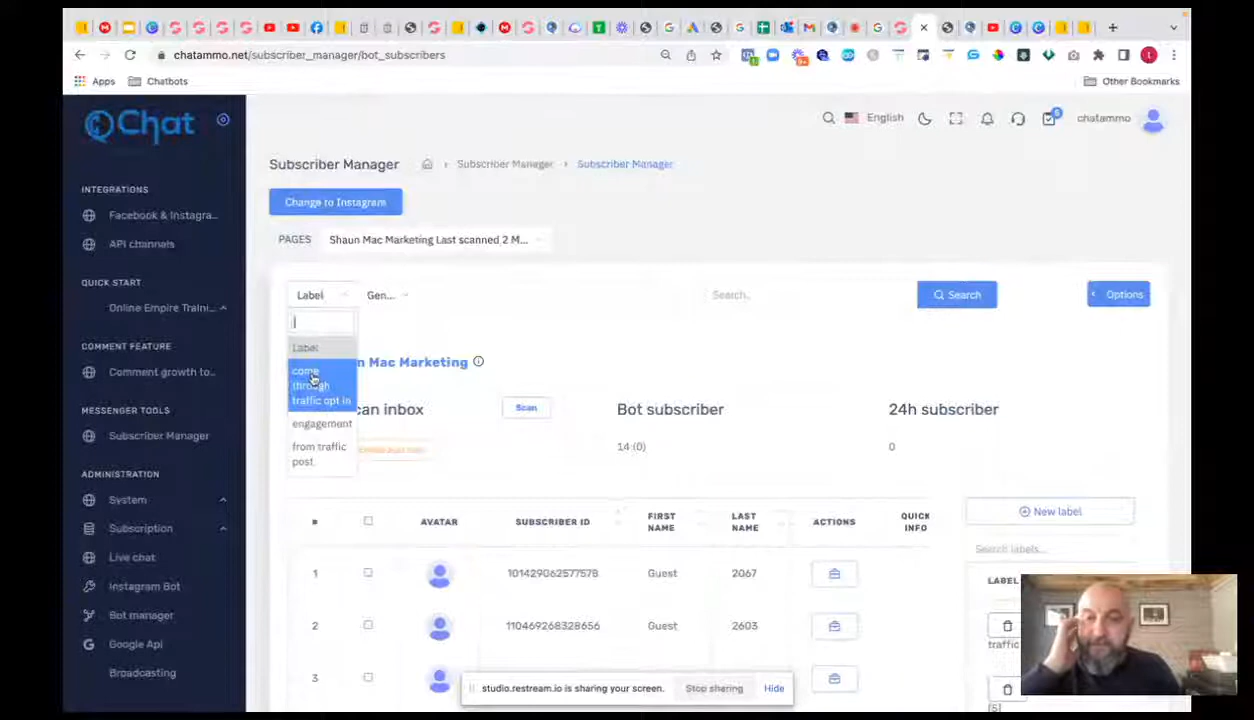 chatammo.net/subscriber_manager/bot_subscribers
Apps
Chatbots
Other Bookmarks
Chat
English
8
chatammo
Subscriber Manager
Subscriber Manager
Subscriber Manager
INTEGRATIONS
Facebook & Instagra...
API channels
Change to Instagram
PAGES
Shaun Mac Marketing Last scanned 2 M...
QUICK START
Online Empire Traini...
Label
Gen...
Search..
Search
Options
COMMENT FEATURE
Comment growth to...
Label
come
through
traffic opt in
engagement
from traffic
post
n Mac Marketing
MESSENGER TOOLS
Subscriber Manager
can inbox
Scan
Bot subscriber
14 (0)
24h subscriber
0
ADMINISTRATION
System
Subscription
Live chat
Instagram Bot
Bot manager
Google Api
Broadcasting
#
AVATAR
SUBSCRIBER ID
FIRST NAME
LAST NAME
ACTIONS
QUICK INFO
New label
Search labels...
LABEL
1
101429062577578
Guest
2067
2
110469268328656
Guest
2603
traffic
3
[S]
studio.restream.io is sharing your screen.
Stop sharing
Hide